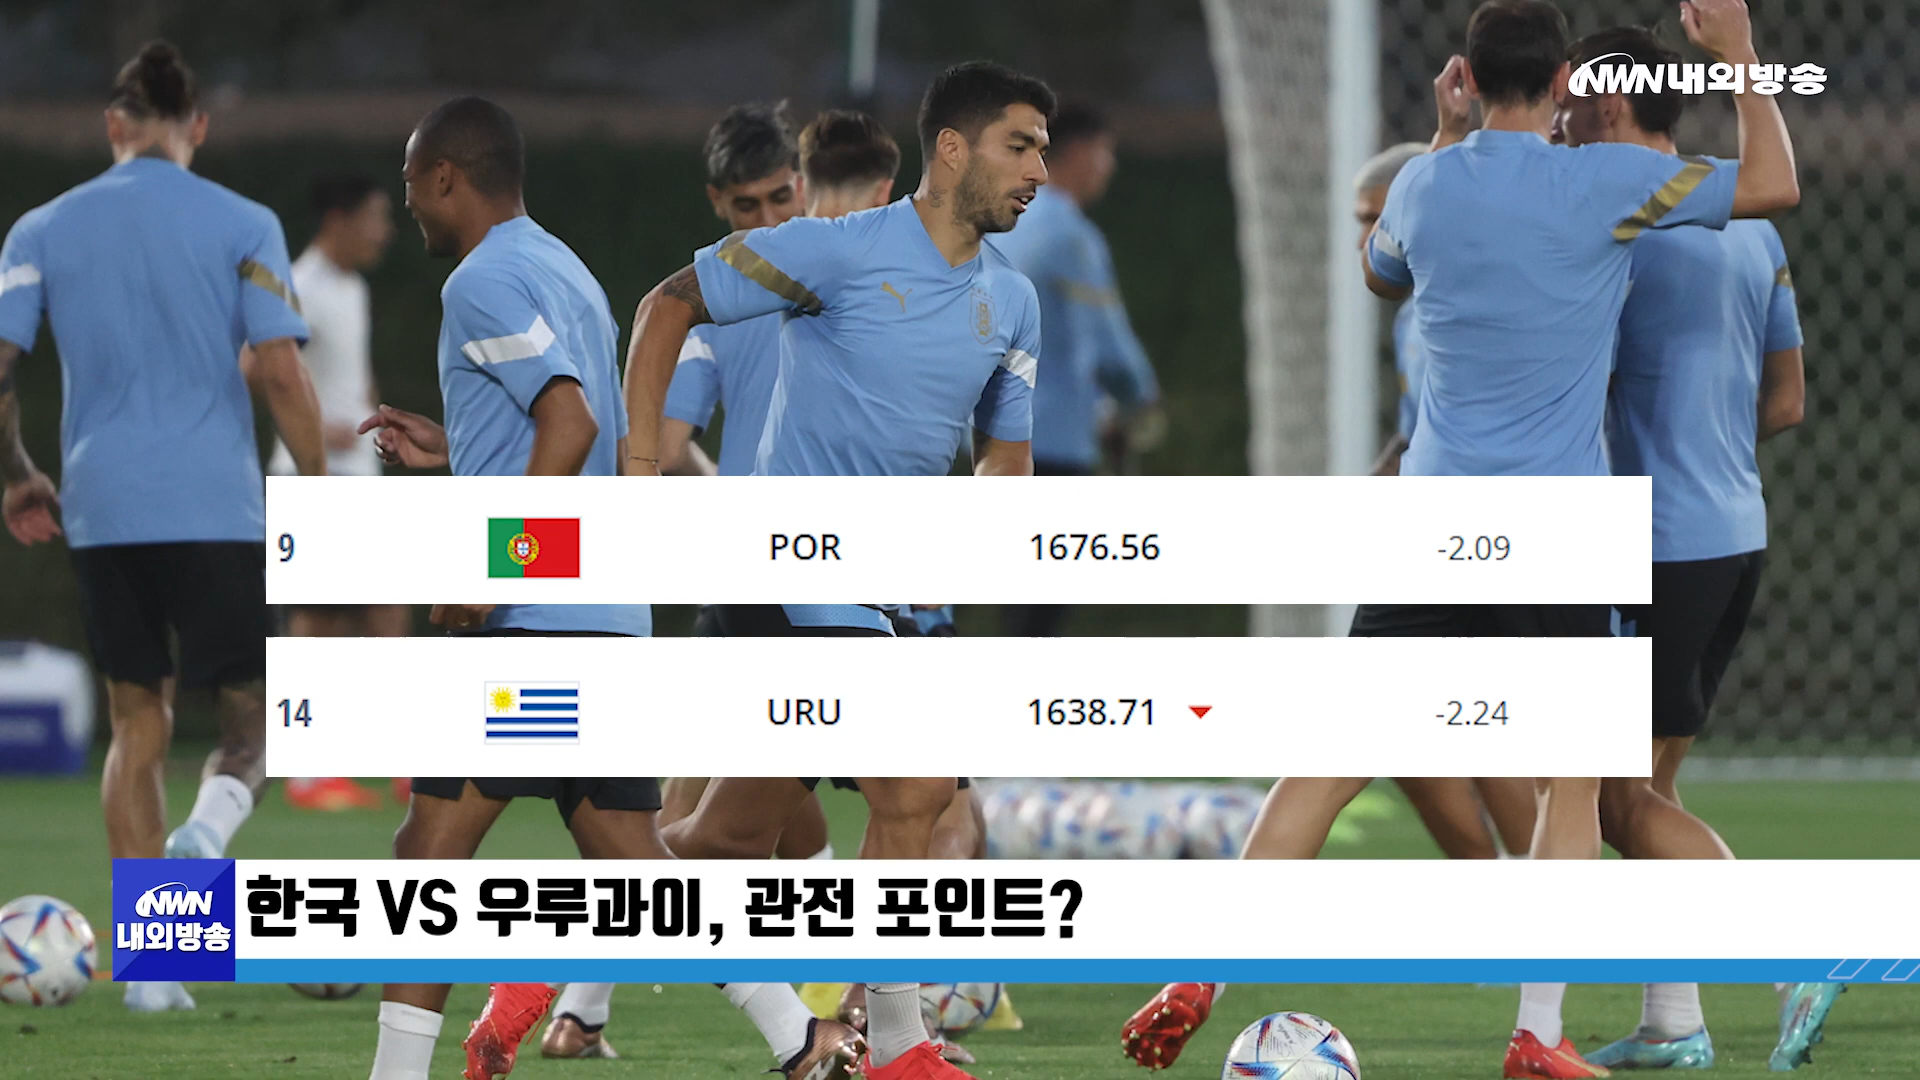 NWN내외방송
9 POR 1676.56 -2.09
14 URU 1638.71 -2.24
NWN
내외방송
한국 VS 우루과이, 관전 포인트?